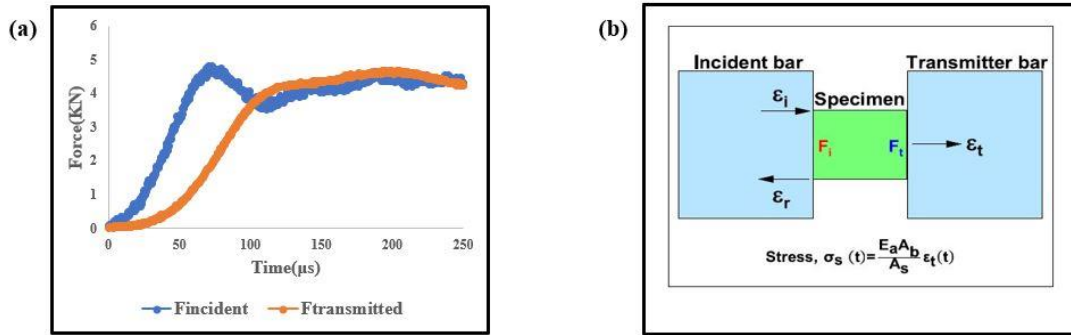 (a)
6
5
4
3
2
1
0
Force(KN)
0 50 100 150 200 250
Time(µs)
Fincident Ftransmitted
(b)
Incident bar Transmitter bar
εi Specimen
Fi Ft εt
εr
Stress, σs (t)= EaAb/As εt(t)